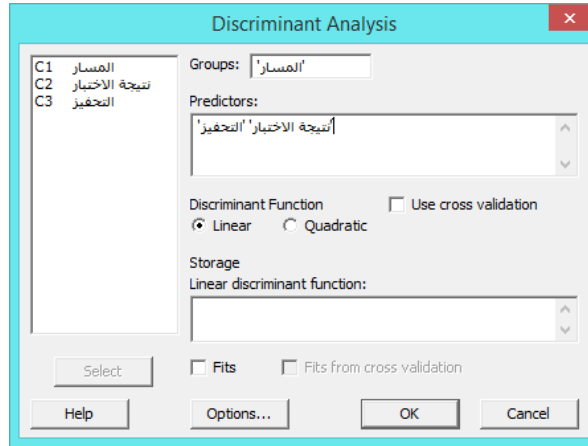 Discriminant Analysis
C1 المسار
C2 نتيجة الاختبار
C3 التحفيز
Groups: 'المسار'
Predictors:
'نتيجة الاختبار' 'التحفيز'
Discriminant Function
Use cross validation
Linear
Quadratic
Storage
Linear discriminant function:
Select
Fits
Fits from cross validation
Help
Options...
OK
Cancel